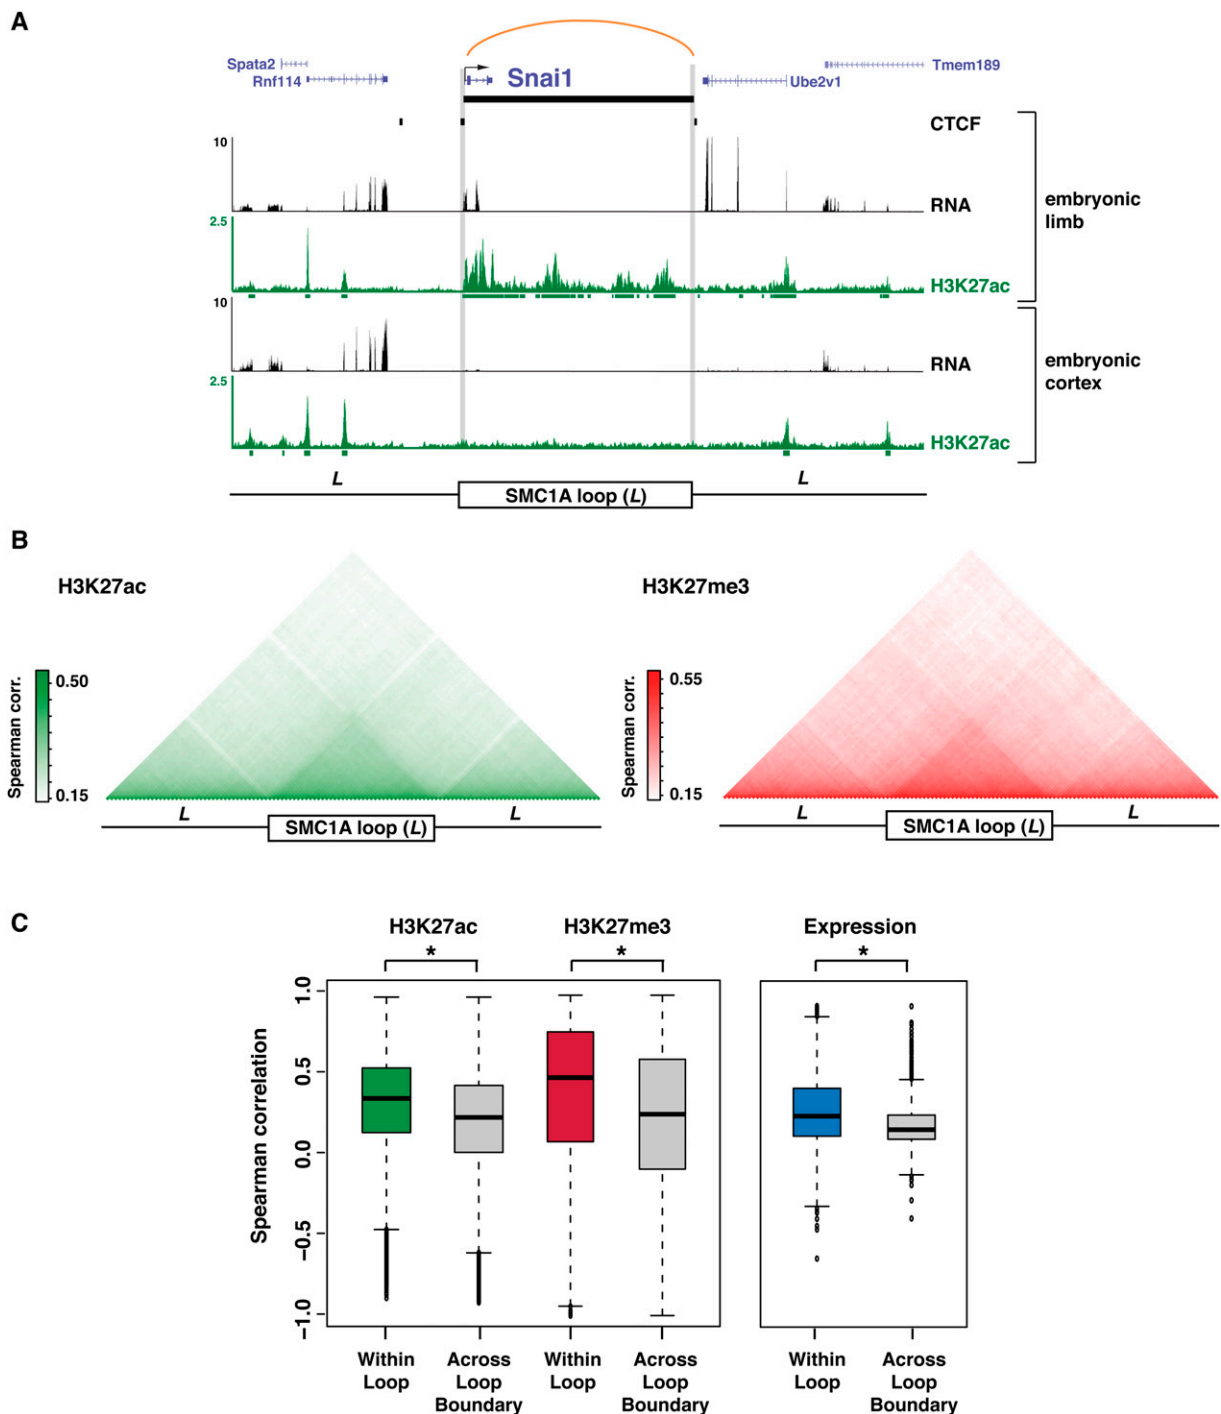 A
Spata2
Rnf114
Snai1
Ube2v1
Tmem189
CTCF
10
RNA
embryonic
limb
2.5
H3K27ac
10
RNA
embryonic
cortex
2.5
H3K27ac
L
SMC1A loop (L)
L
B
H3K27ac
Spearman corr.
0.50
0.15
L
SMC1A loop (L)
L
H3K27me3
Spearman corr.
0.55
0.15
L
SMC1A loop (L)
L
C
H3K27ac
H3K27me3
Expression
*
*
*
Spearman correlation
1.0
0.5
0.0
−0.5
−1.0
Within
Loop
Across
Loop
Boundary
Within
Loop
Across
Loop
Boundary
Within
Loop
Across
Loop
Boundary